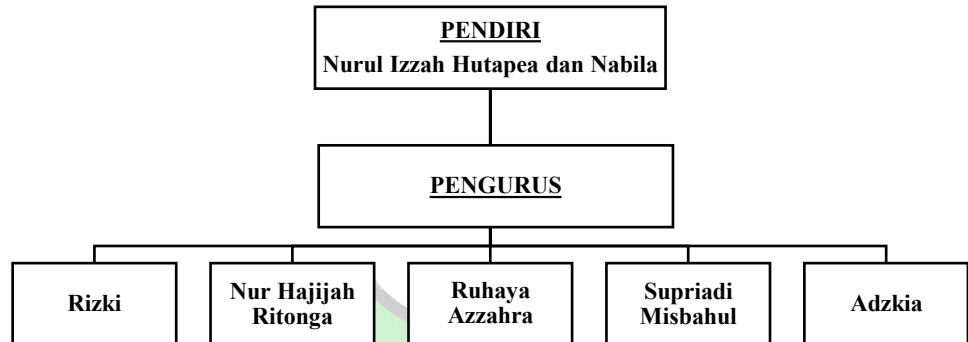 PENDIRI
Nurul Izzah Hutapea dan Nabila
PENGURUS
Rizki
Nur Hajijah
Ritonga
Ruhaya
Azzahra
Supriadi
Misbahul
Adzkia